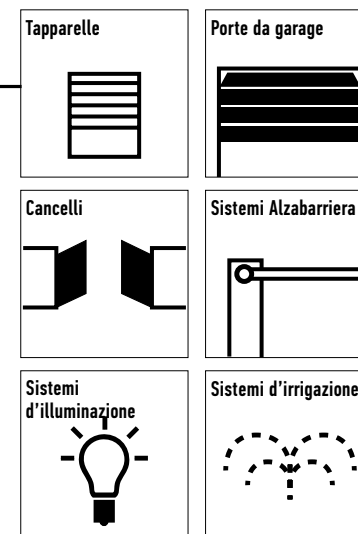 Tapparelle
Porte da garage
Cancelli
Sistemi Alzabarriera
Sistemi
d'illuminazione
Sistemi d'irrigazione